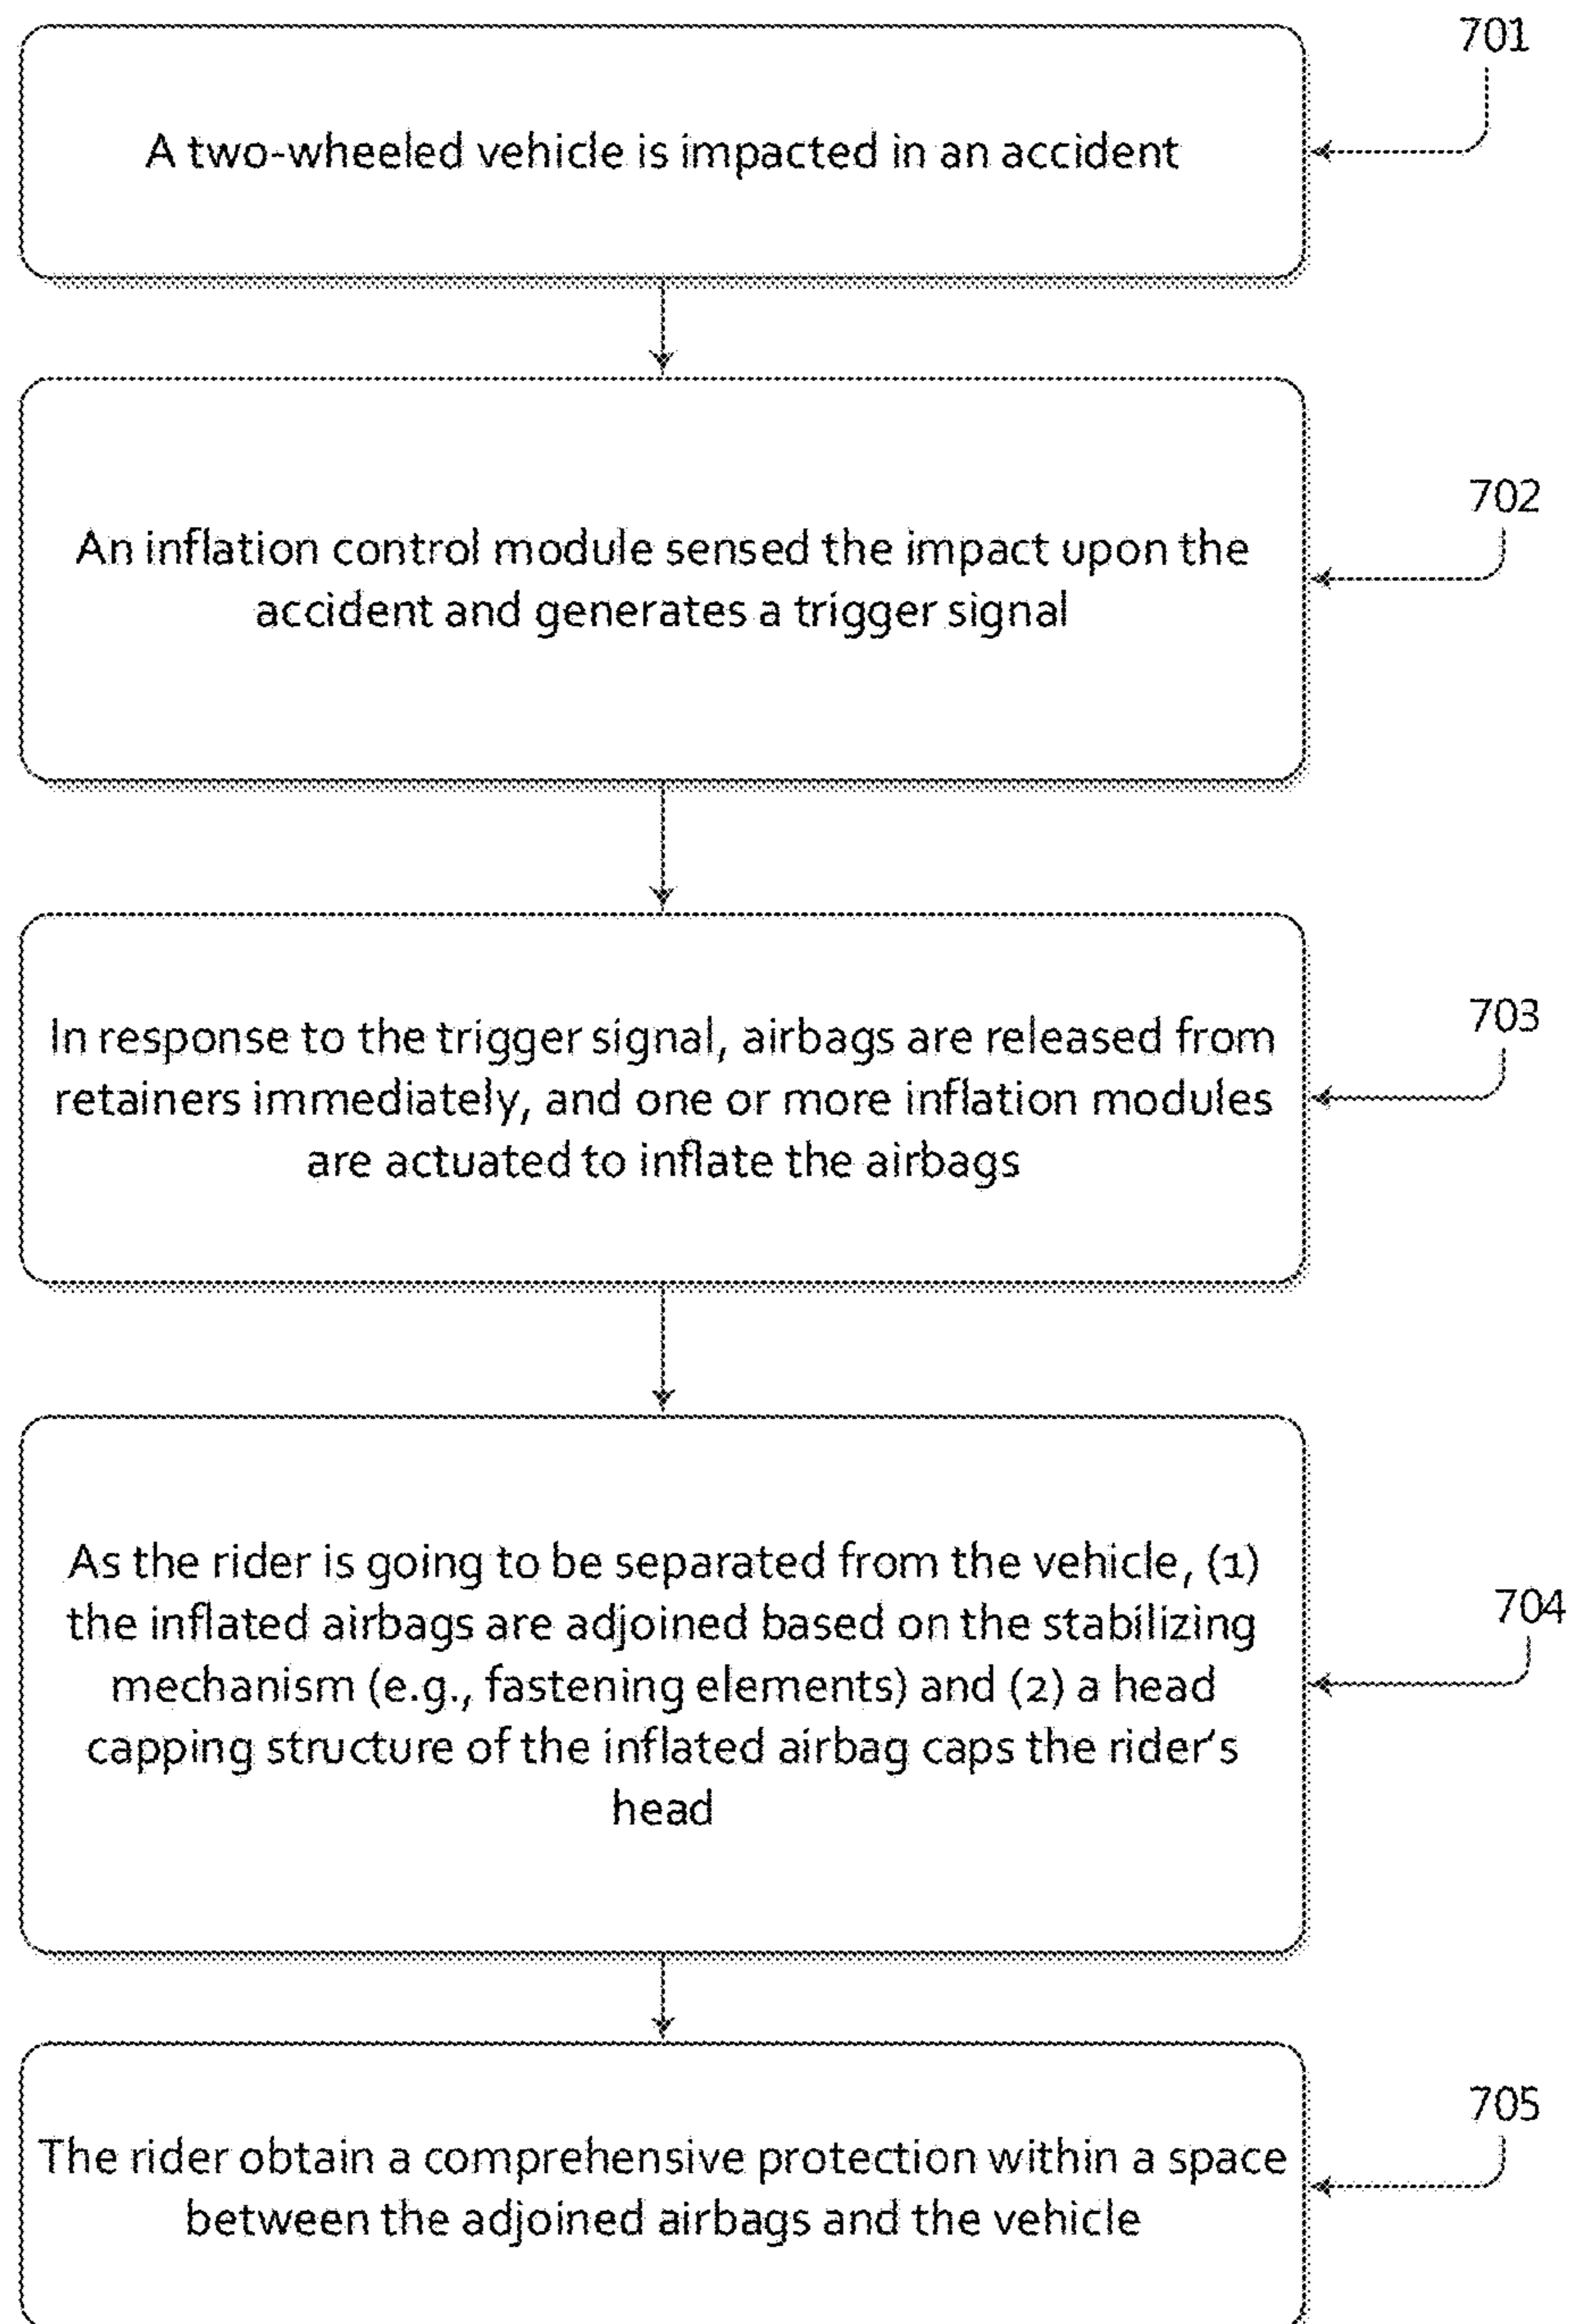 701
A two-wheeled vehicle is impacted in an accident
702
An inflation control module sensed the impact upon the
accident and generates a trigger signal
703
In response to the trigger signal, airbags are released from
retainers immediately, and one or more inflation modules
are actuated to inflate the airbags
704
As the rider is going to be separated from the vehicle, (1)
the inflated airbags are adjoined based on the stabilizing
mechanism (e.g., fastening elements) and (2) a head
capping structure of the inflated airbag caps the rider's
head
705
The rider obtain a comprehensive protection within a space
between the adjoined airbags and the vehicle